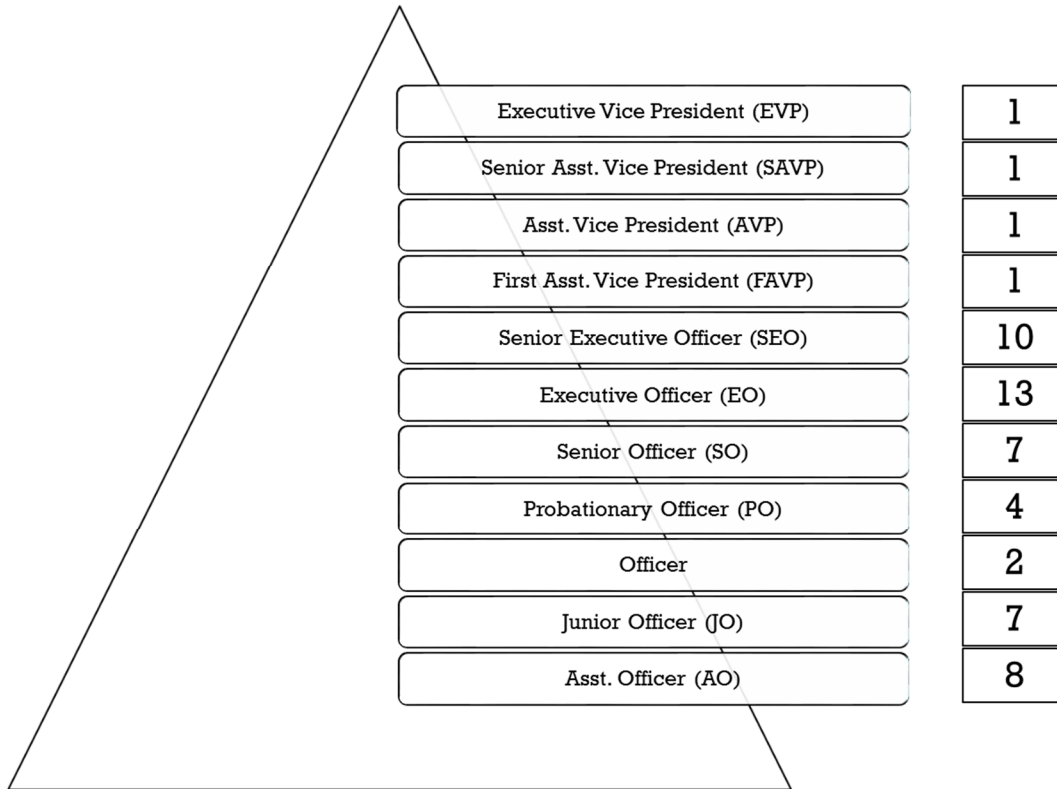 Executive Vice President (EVP) 1
Senior Asst. Vice President (SAVP) 1
Asst. Vice President (AVP) 1
First Asst. Vice President (FAVP) 1
Senior Executive Officer (SEO) 10
Executive Officer (EO) 13
Senior Officer (SO) 7
Probationary Officer (PO) 4
Officer 2
Junior Officer (JO) 7
Asst. Officer (AO) 8